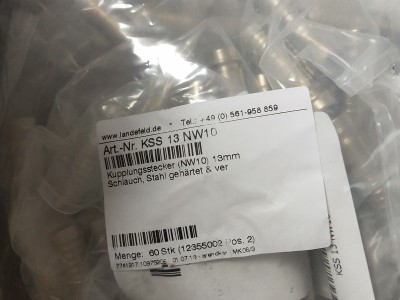 www.landefeld.de • Tel.: +49 (0) 561-958 859
Art.-Nr. KSS 13 NW10
Kupplungsstecker (NW10) 13mm
Schlauch, Stahl gehärtet & ver
Menge: 60 Stk (12355002 Pos. 2)
KSS 13 NW